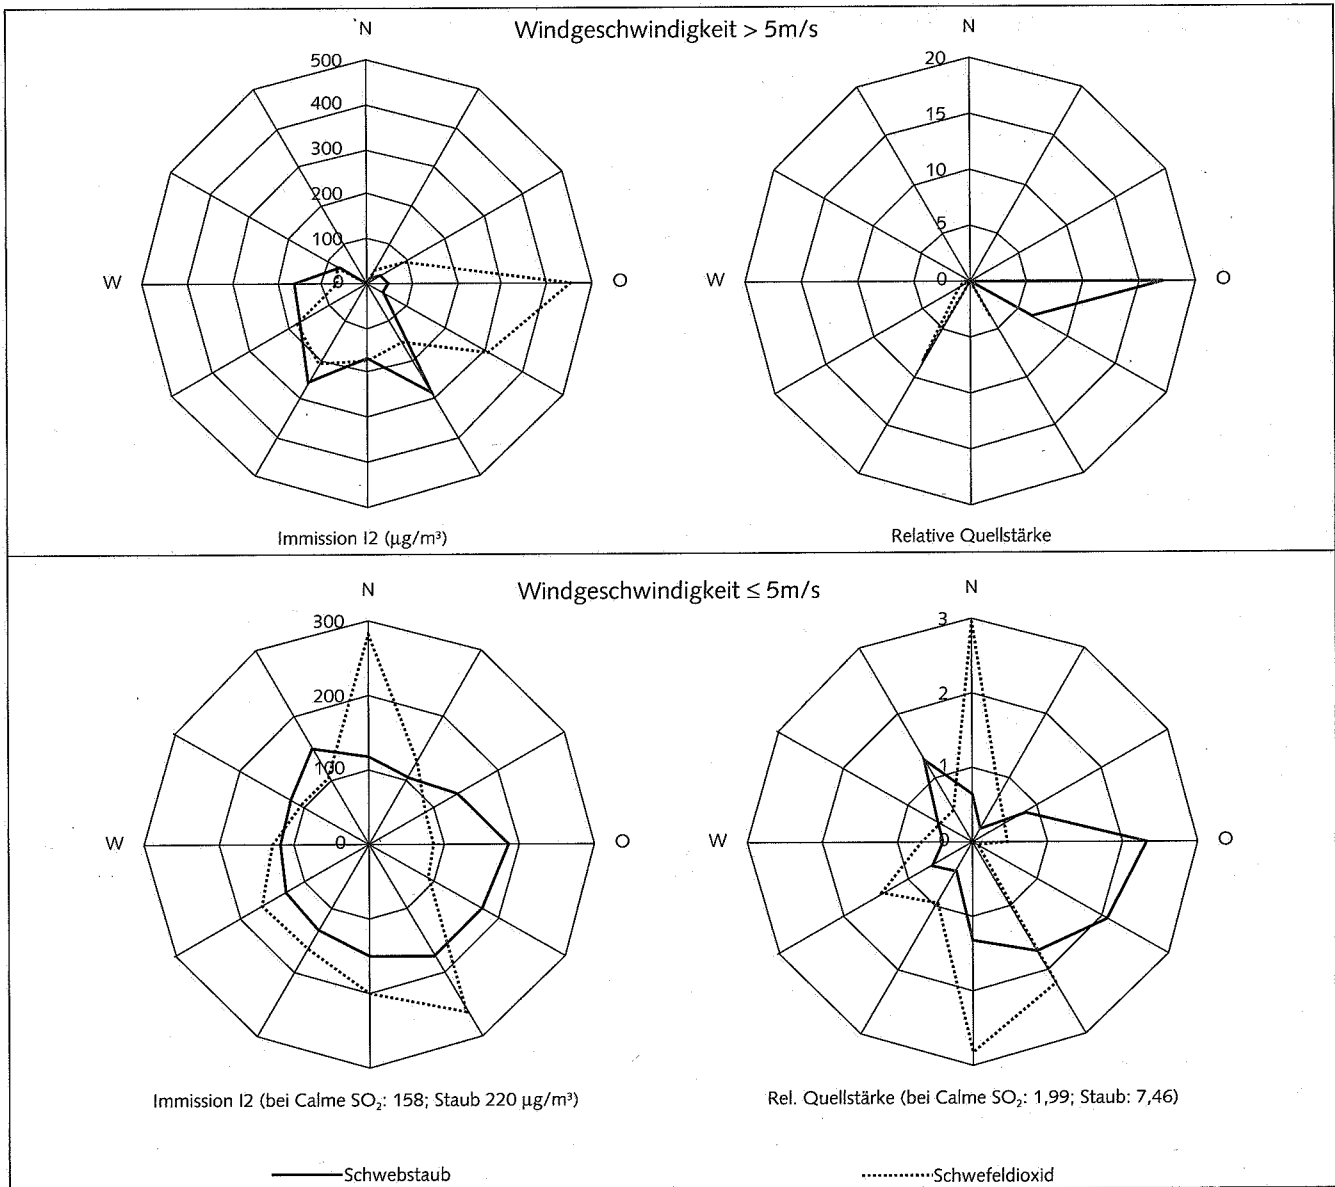 Windgeschwindigkeit > 5m/s
N
500
400
300
200
100
0
W
O
Immission I2 (µg/m³)
N
20
15
10
5
0
W
O
Relative Quellstärke
Windgeschwindigkeit ≤ 5m/s
N
300
200
100
0
W
O
Immission I2 (bei Calme SO₂: 158; Staub 220 µg/m³)
N
3
2
1
0
W
O
Rel. Quellstärke (bei Calme SO₂: 1,99; Staub: 7,46)
Schwebstaub
Schwefeldioxid